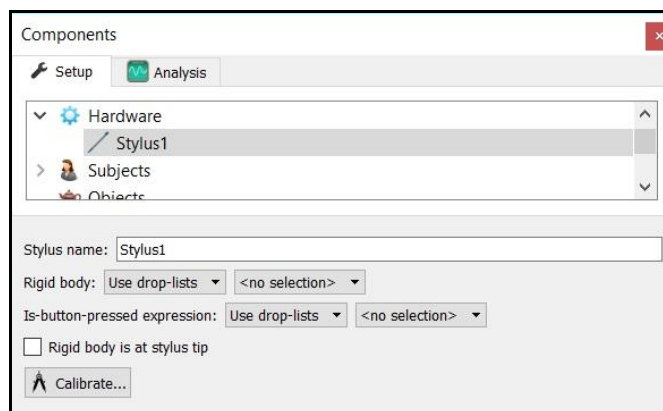 Components
Setup Analysis
Hardware
Stylus1
Subjects
Objects
Stylus name: Stylus1
Rigid body: Use drop-lists <no selection>
Is-button-pressed expression: Use drop-lists <no selection>
Rigid body is at stylus tip
Calibrate...